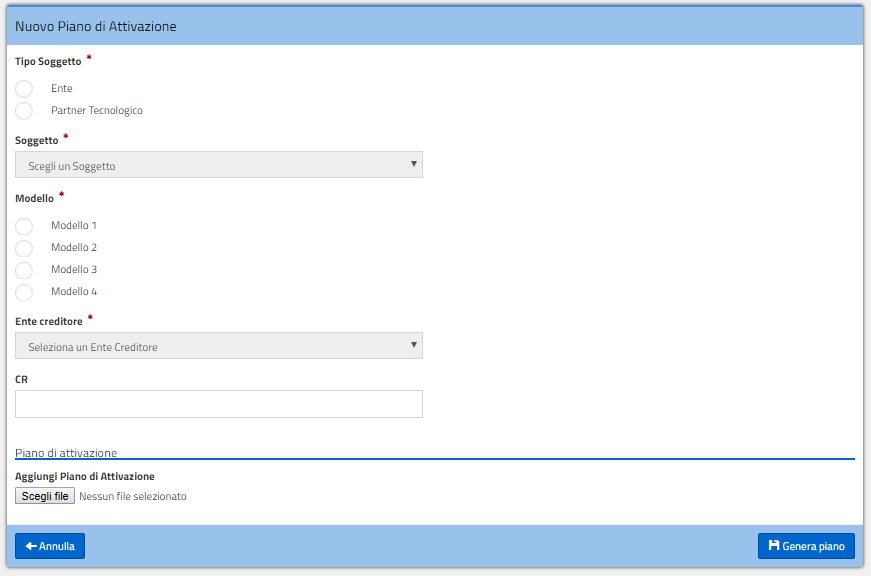 Nuovo Piano di Attivazione
Tipo Soggetto *
Ente
Partner Tecnologico
Soggetto *
Scegli un Soggetto
Modello *
Modello 1
Modello 2
Modello 3
Modello 4
Ente creditore *
Seleziona un Ente Creditore
CR
Piano di attivazione
Aggiungi Piano di Attivazione
Scegli file Nessun file selezionato
Annulla Genera piano